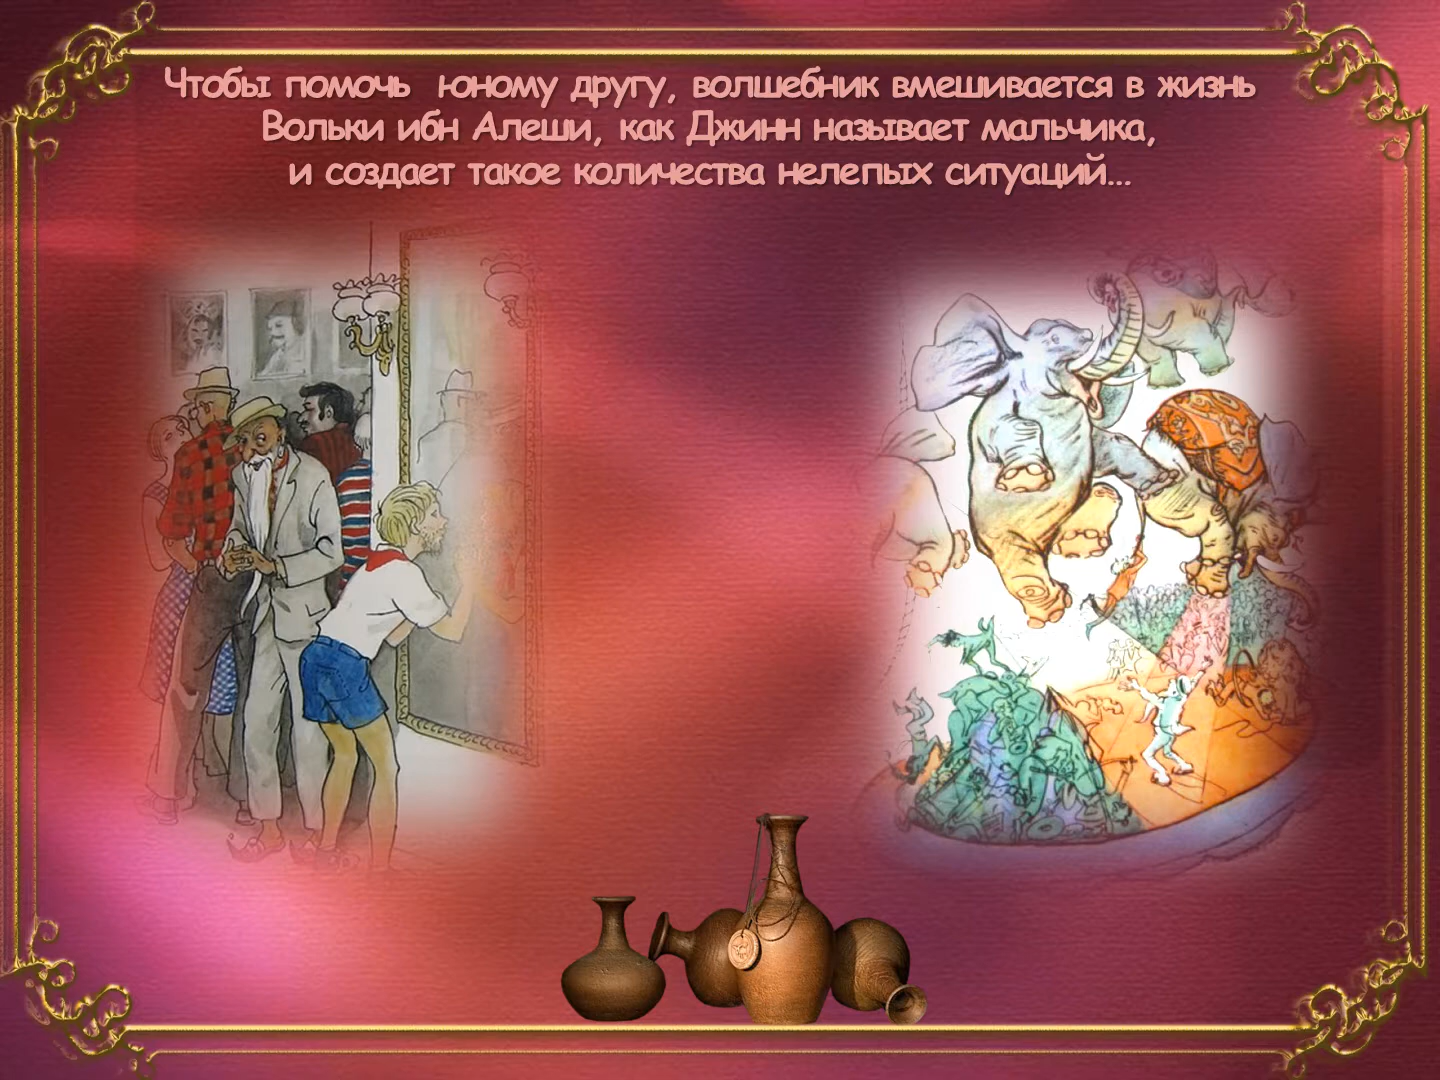 Чтобы помочь юному другу, волшебник вмешивается в жизнь
Вольки ибн Алеши, как Джинн называет мальчика,
и создает такое количества нелепых ситуаций...